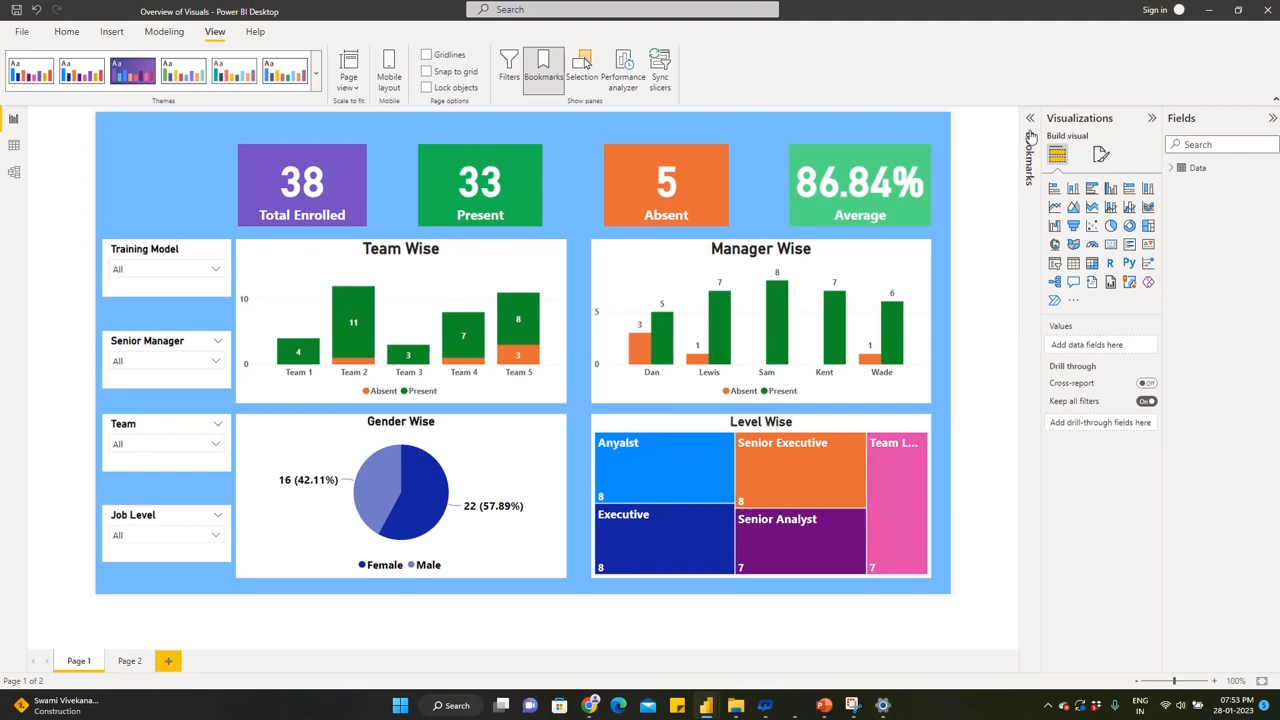 Overview of Visuals - Power BI Desktop
Search
Sign in
File
Home
Insert
Modeling
View
Help
Aa
Aa
Aa
Aa
Aa
Aa
Page view
Mobile layout
Gridlines
Snap to grid
Lock objects
Filters
Bookmarks
Selection
Performance analyzer
Sync slicers
Themes
Scale to fit
Mobile
Page options
Show panes
38
Total Enrolled
33
Present
5
Absent
86.84%
Average
Training Model
All
Senior Manager
All
Team
All
Job Level
All
Team Wise
10
0
4
11
3
7
8
3
Team 1
Team 2
Team 3
Team 4
Team 5
Absent
Present
Manager Wise
5
0
3
5
1
7
8
7
1
6
Dan
Lewis
Sam
Kent
Wade
Absent
Present
Gender Wise
16 (42.11%)
22 (57.89%)
Female
Male
Level Wise
Anyalst
8
Executive
8
Senior Executive
8
Senior Analyst
7
Team L...
7
Bookmarks
Visualizations
Build visual
R
Py
123
...
Values
Add data fields here
Drill through
Cross-report
Off
Keep all filters
On
Add drill-through fields here
Fields
Search
Data
Page 1
Page 2
Page 1 of 2
100%
Swami Vivekana...
Construction
Search
ENG
IN
07:53 PM
28-01-2023